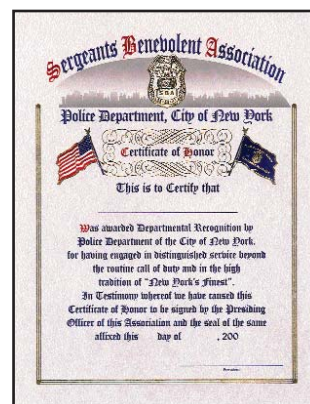 Sergeants Benevolent Association
S B A
Police Department, City of New York
Certificate of Honor
This is to Certify that
Was awarded Departmental Recognition by
Police Department of the City of New York.
for having engaged in distinguished service beyond
the routine call of duty and in the high
tradition of "New York's Finest".
In Testimony whereof we have caused this
Certificate of Honor to be signed by the Presiding
Officer of this Association and the seal of the same
affixed this day of , 200